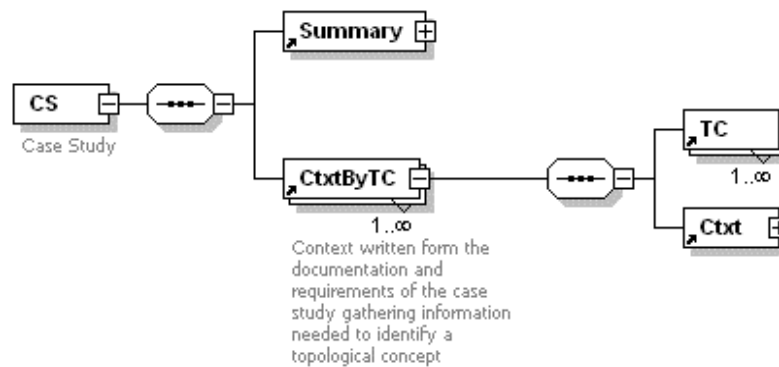 Summary
CS
Case Study
TC
1..∞
CtxtByTC
1..∞
Ctxt
Context written form the
documentation and
requirements of the case
study gathering information
needed to identify a
topological concept